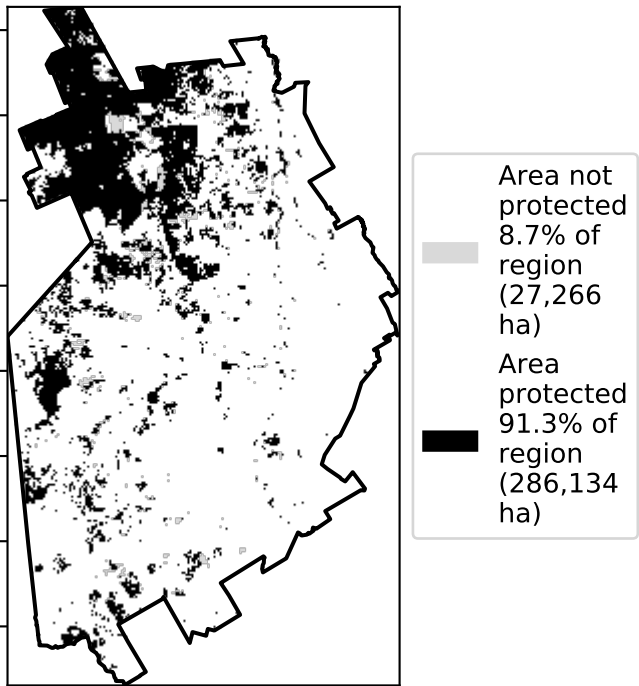 Area not
protected
8.7% of
region
(27,266
ha)
Area
protected
91.3% of
region
(286,134
ha)